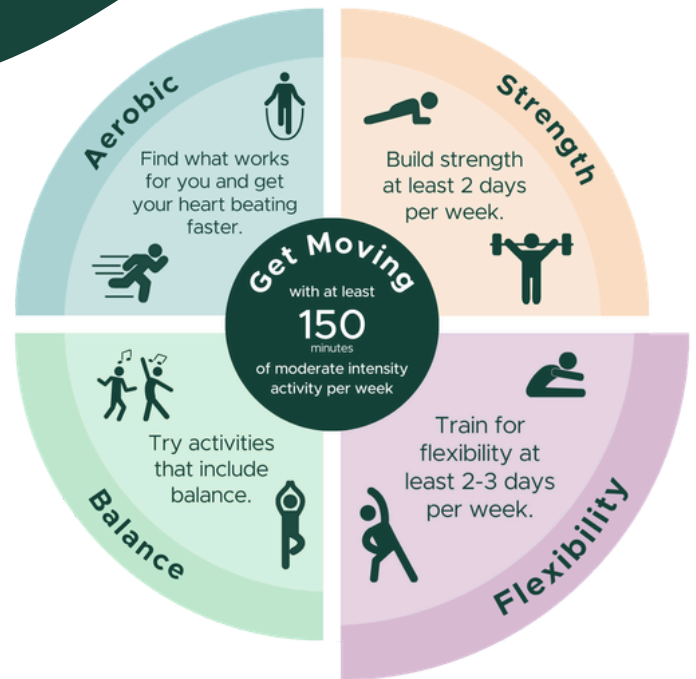 Aerobic
Find what works
for you and get
your heart beating
faster.
Strength
Build strength
at least 2 days
per week.
Get Moving
with at least
150
minutes
of moderate intensity
activity per week
Balance
Try activities
that include
balance.
Flexibility
Train for
flexibility at
least 2-3 days
per week.